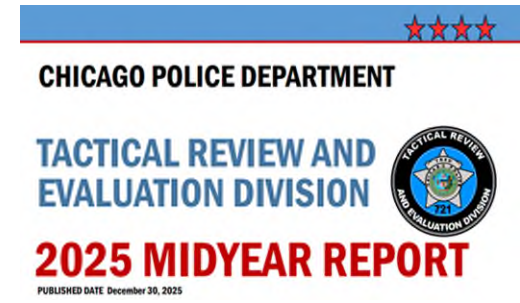 CHICAGO POLICE DEPARTMENT
TACTICAL REVIEW AND
EVALUATION DIVISION
TACTICAL REVIEW
721
AND EVALUATION DIVISION
2025 MIDYEAR REPORT
PUBLISHED DATE December 30, 2025